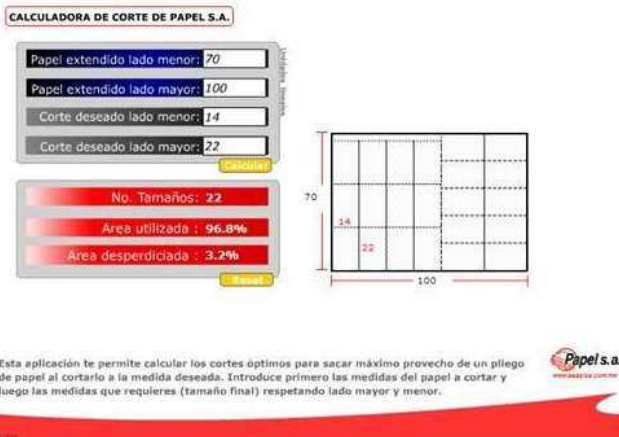 CALCULADORA DE CORTE DE PAPEL S.A.
Papel extendido lado menor: 70
Papel extendido lado mayor: 100
Corte deseado lado menor: 14
Corte deseado lado mayor: 22
Unidades lineales
Calcular
No. Tamaños: 22
Area utilizada : 96.8%
Area desperdiciada : 3.2%
Reset
70
14
22
100
Esta aplicación te permite calcular los cortes óptimos para sacar máximo provecho de un pliego
de papel al cortarlo a la medida deseada. Introduce primero las medidas del papel a cortar y
luego las medidas que requieres (tamaño final) respetando lado mayor y menor.
Papel s.a.